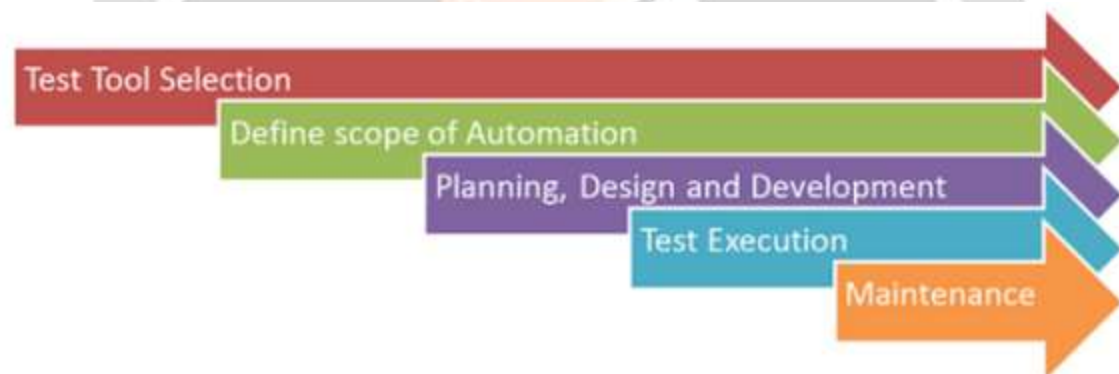 Test Tool Selection
Define scope of Automation
Planning, Design and Development
Test Execution
Maintenance